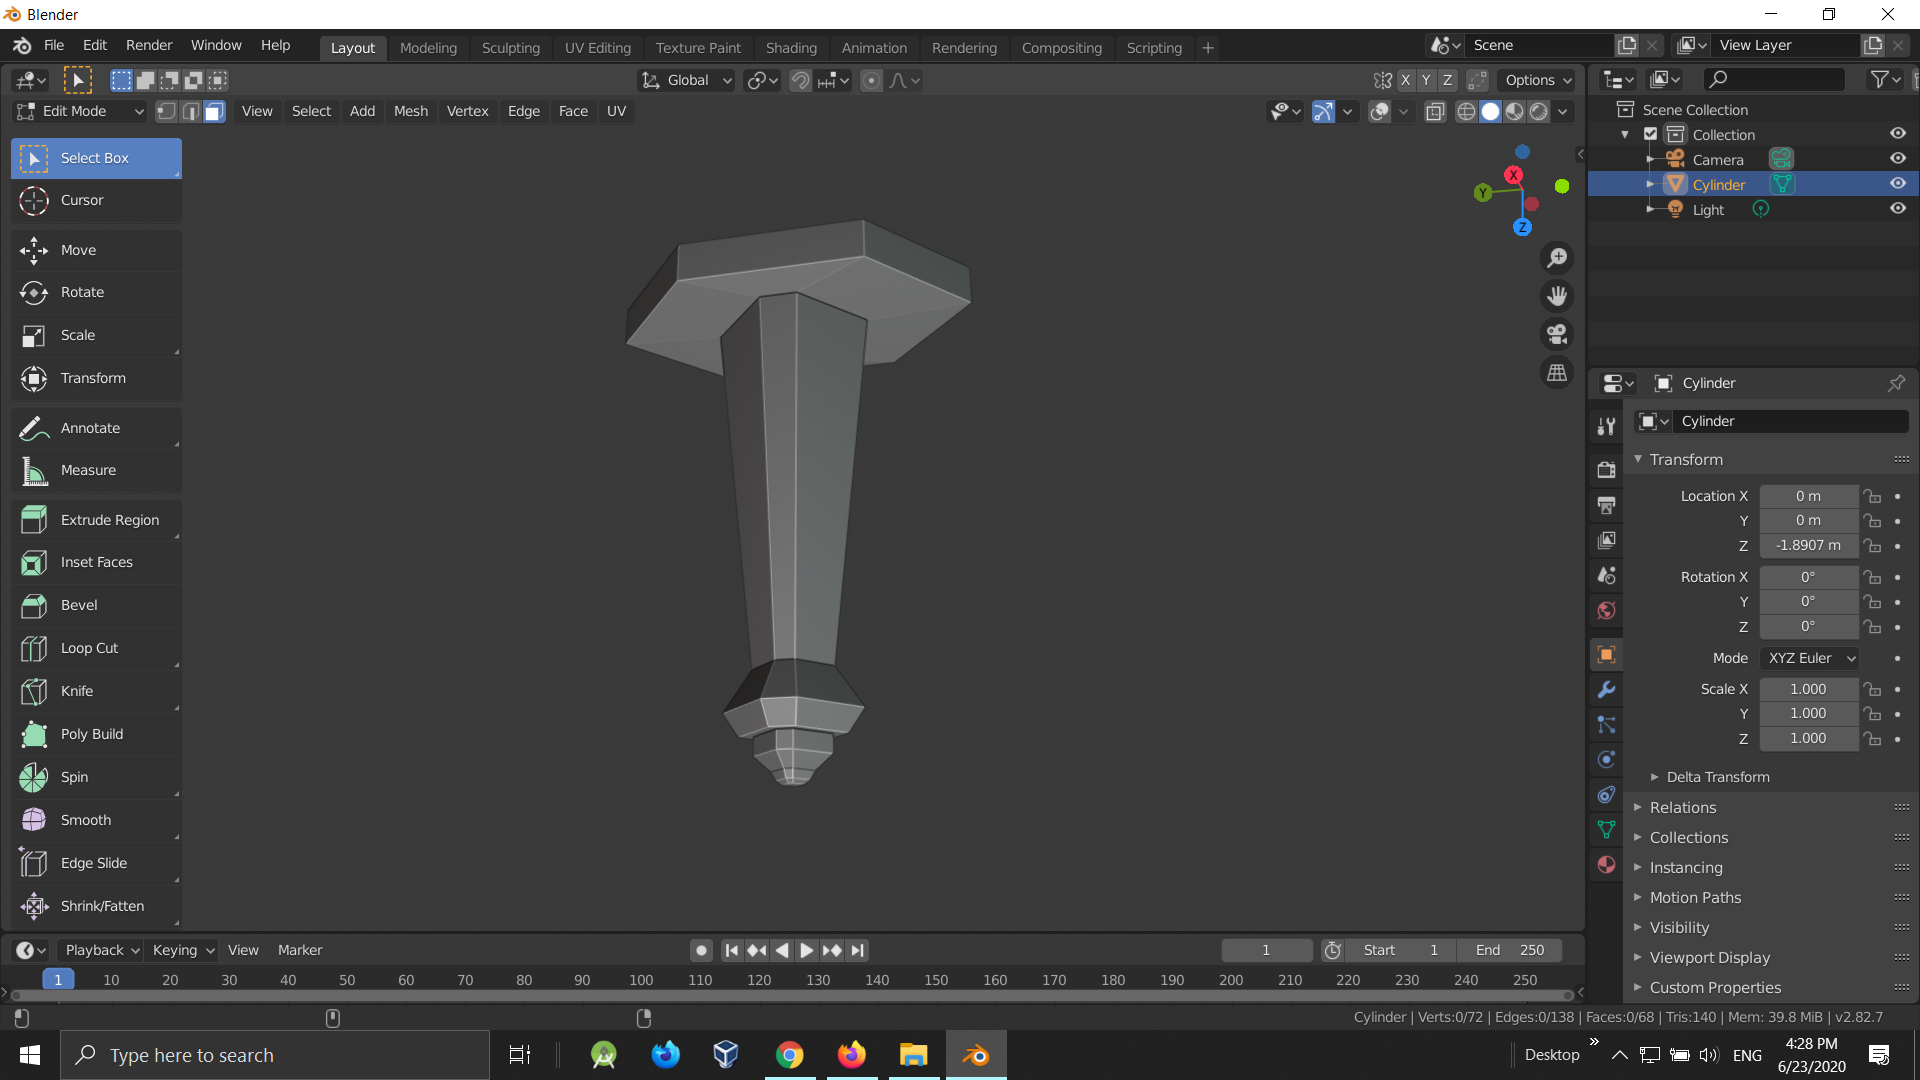 Blender
File Edit Render Window Help Layout Modeling Sculpting UV Editing Texture Paint Shading Animation Rendering Compositing Scripting + Scene View Layer
Global X Y Z Options
Edit Mode View Select Add Mesh Vertex Edge Face UV
Scene Collection
Collection
Camera
Cylinder
Light
X
Y
Z
Select Box
Cursor
Move
Rotate
Scale
Transform
Annotate
Measure
Extrude Region
Inset Faces
Bevel
Loop Cut
Knife
Poly Build
Spin
Smooth
Edge Slide
Shrink/Fatten
Cylinder
Cylinder
Transform
Location X 0 m
Y 0 m
Z -1.8907 m
Rotation X 0°
Y 0°
Z 0°
Mode XYZ Euler
Scale X 1.000
Y 1.000
Z 1.000
Delta Transform
Relations
Collections
Instancing
Motion Paths
Visibility
Viewport Display
Custom Properties
Playback Keying View Marker 1 Start 1 End 250
1 10 20 30 40 50 60 70 80 90 100 110 120 130 140 150 160 170 180 190 200 210 220 230 240 250
Cylinder | Verts:0/72 | Edges:0/138 | Faces:0/68 | Tris:140 | Mem: 39.8 MiB | v2.82.7
Type here to search
Desktop » ENG
4:28 PM
6/23/2020